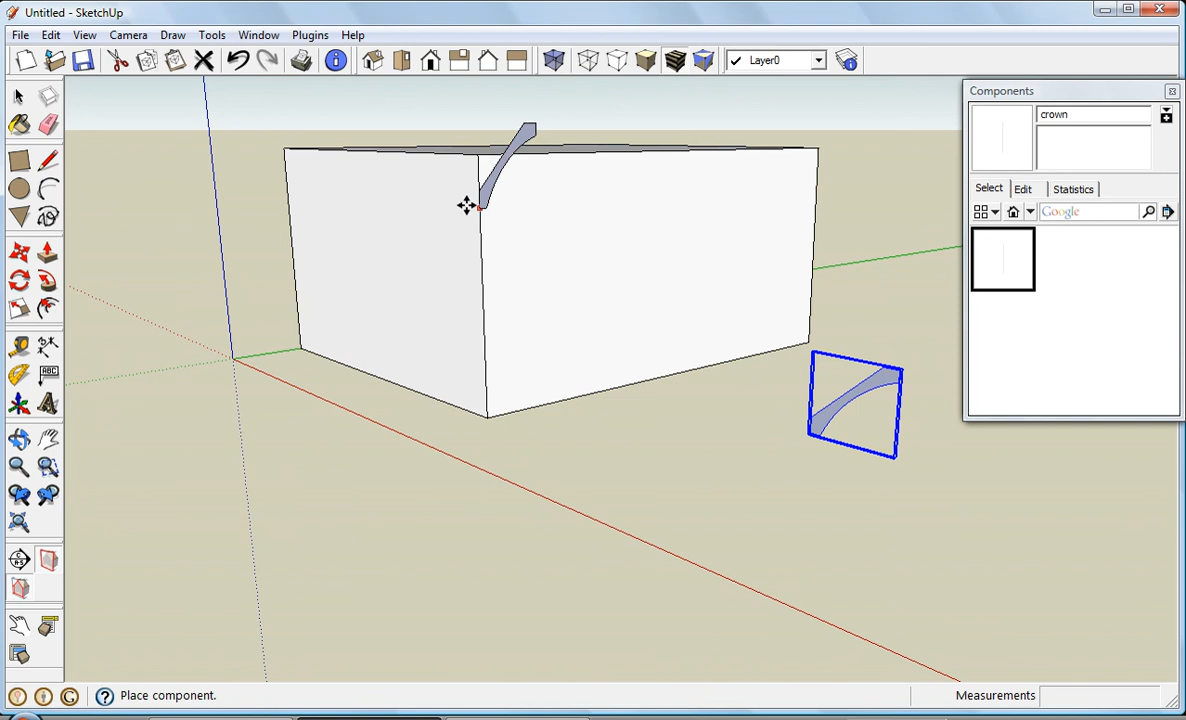 Untitled - SketchUp
File Edit View Camera Draw Tools Window Plugins Help
Layer0
Components
crown
Select Edit Statistics
Google
ABC
Place component.
Measurements